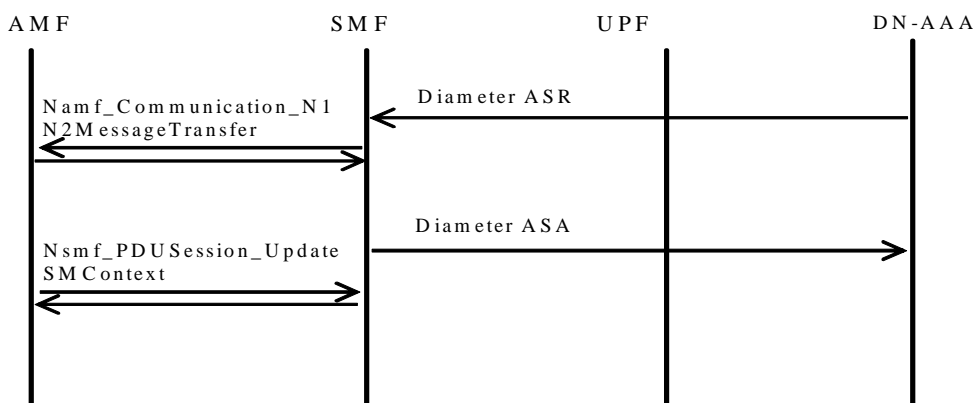 AMF SMF UPF DN-AAA
Diameter ASR
Namf_Communication_N1
N2MessageTransfer
Diameter ASA
Nsmf_PDUSession_Update
SMContext